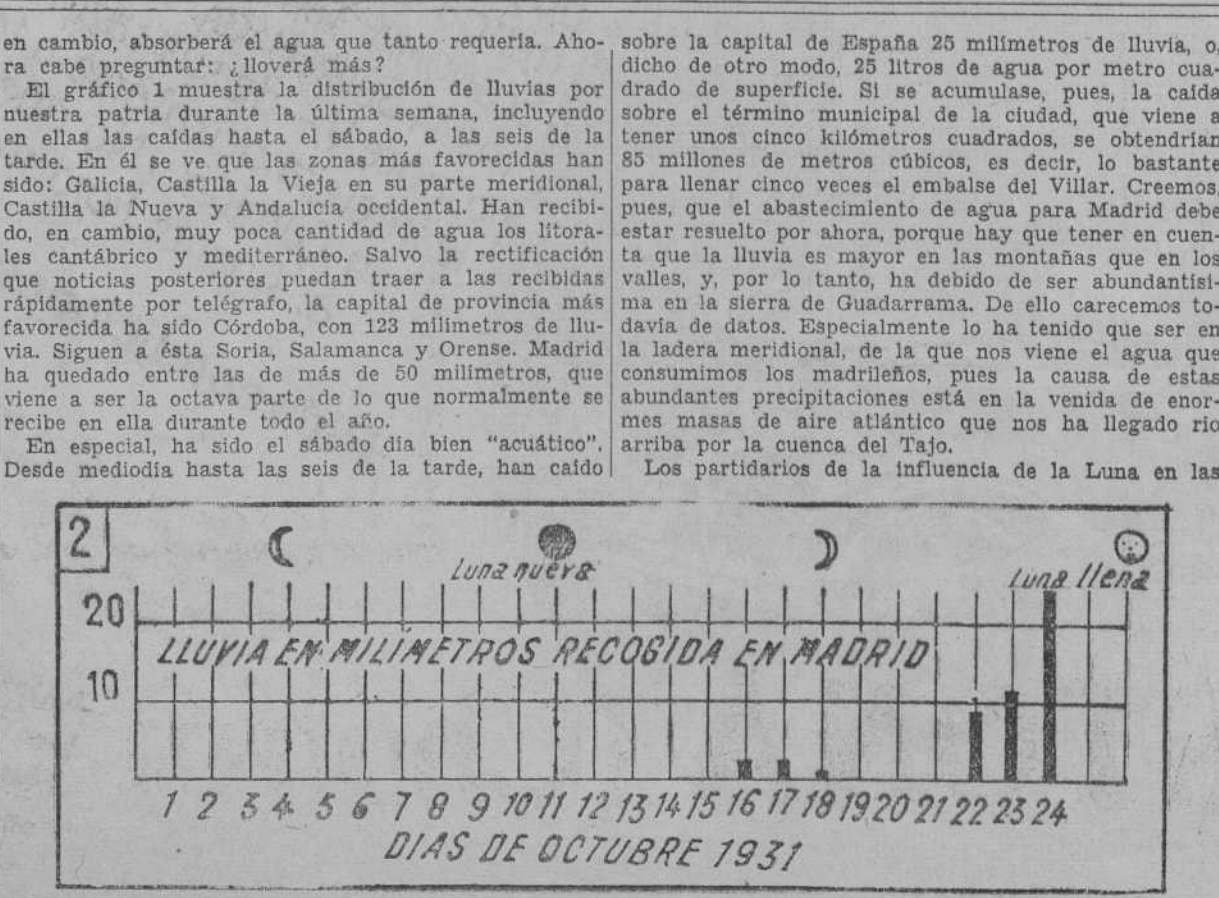 en cambio, absorberá el agua que tanto requería. Aho-
ra cabe preguntar: ¿lloverá más?
El gráfico 1 muestra la distribución de lluvias por
nuestra patria durante la última semana, incluyendo
en ellas las caídas hasta el sábado, a las seis de la
tarde. En él se ve que las zonas más favorecidas han
sido: Galicia, Castilla la Vieja en su parte meridional,
Castilla la Nueva y Andalucía occidental. Han recibi-
do, en cambio, muy poca cantidad de agua los litora-
les cantábrico y mediterráneo. Salvo la rectificación
que noticias posteriores puedan traer a las recibidas
rápidamente por telégrafo, la capital de provincia más
favorecida ha sido Córdoba, con 123 milímetros de llu-
via. Siguen a ésta Soria, Salamanca y Orense. Madrid
ha quedado entre las de más de 50 milímetros, que
viene a ser la octava parte de lo que normalmente se
recibe en ella durante todo el año.
En especial, ha sido el sábado día bien "acuático".
Desde mediodía hasta las seis de la tarde, han caído
sobre la capital de España 25 milímetros de lluvia, o,
dicho de otro modo, 25 litros de agua por metro cua-
drado de superficie. Si se acumulase, pues, la caída
sobre el término municipal de la ciudad, que viene a
tener unos cinco kilómetros cuadrados, se obtendrían
85 millones de metros cúbicos, es decir, lo bastante
para llenar cinco veces el embalse del Villar. Creemos,
pues, que el abastecimiento de agua para Madrid debe
estar resuelto por ahora, porque hay que tener en cuen-
ta que la lluvia es mayor en las montañas que en los
valles, y, por lo tanto, ha debido de ser abundantísi-
ma en la sierra de Guadarrama. De ello carecemos to-
davía de datos. Especialmente lo ha tenido que ser en
la ladera meridional, de la que nos viene el agua que
consumimos los madrileños, pues la causa de estas
abundantes precipitaciones está en la venida de enor-
mes masas de aire atlántico que nos ha llegado río
arriba por la cuenca del Tajo.
Los partidarios de la influencia de la Luna en las
2
Luna nueva
Luna llena
20
LLUVIA EN MILÍMETROS RECOGIDA EN MADRID
10
1 2 3 4 5 6 7 8 9 10 11 12 13 14 15 16 17 18 19 20 21 22 23 24
DIAS DE OCTUBRE 1931